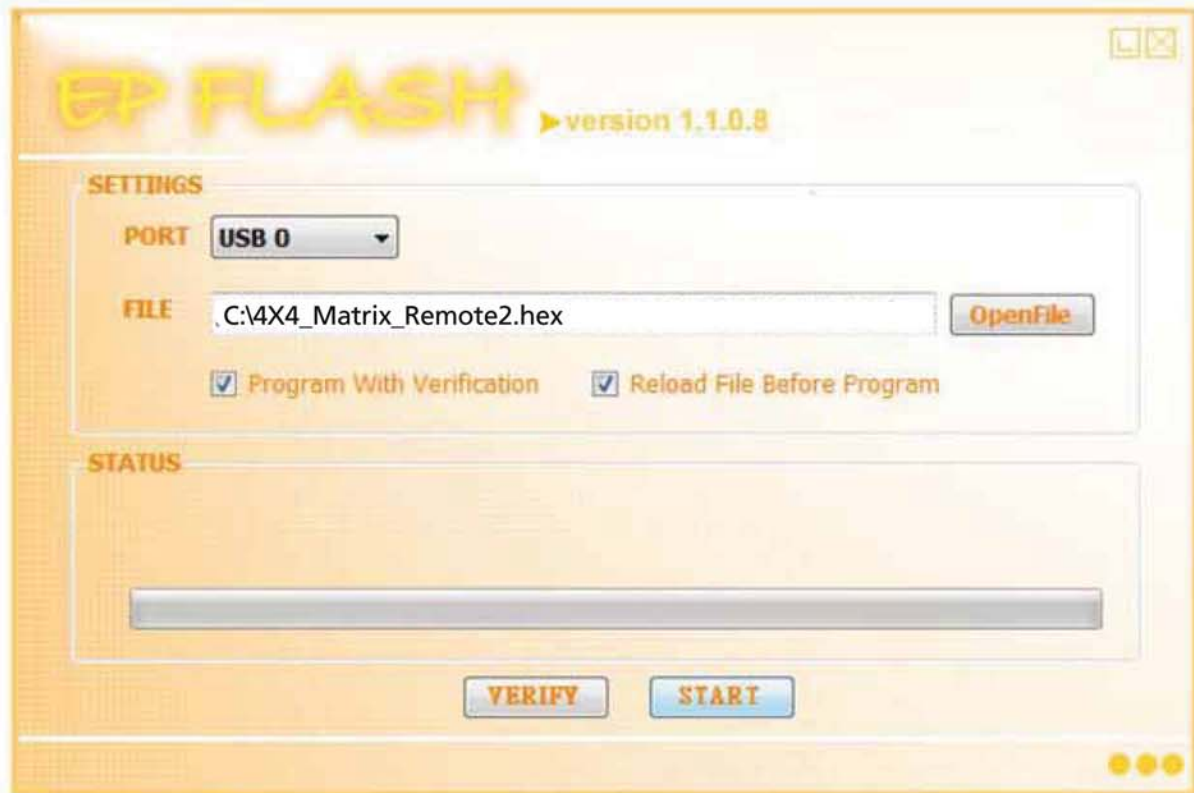 EP FLASH
version 1.1.0.8
SETTINGS
PORT USB 0
FILE C:\4X4_Matrix_Remote2.hex OpenFile
Program With Verification Reload File Before Program
STATUS
VERIFY START